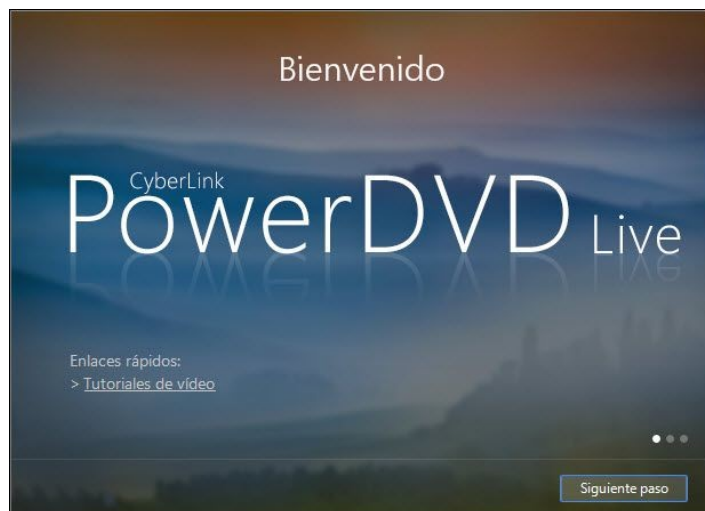 Bienvenido
CyberLink
PowerDVD Live
Enlaces rápidos:
> Tutoriales de vídeo
Siguiente paso